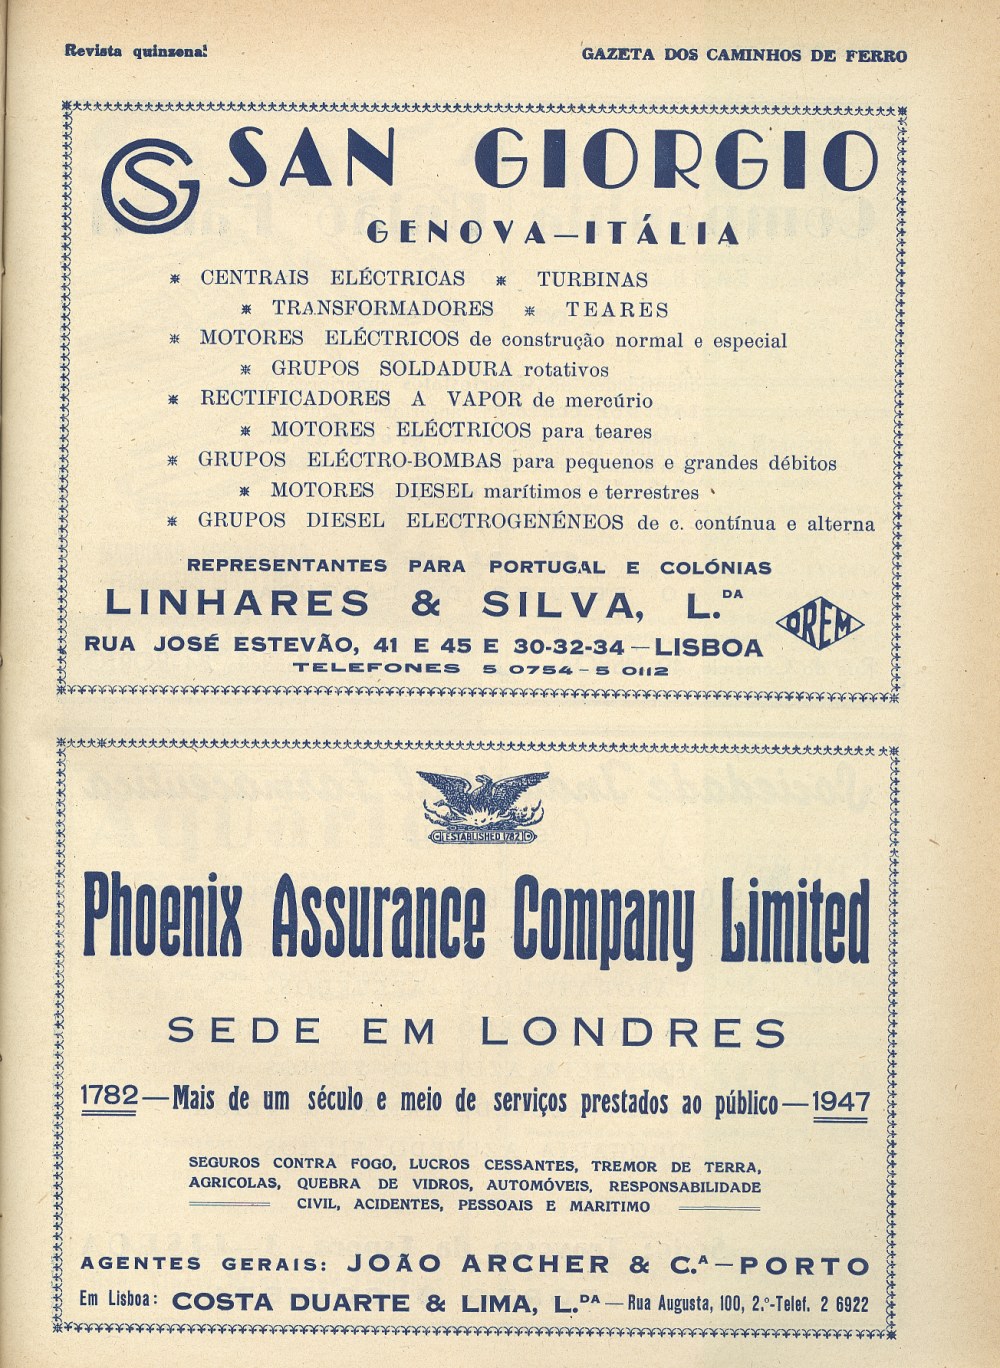 Revista quinzenal
GAZETA DOS CAMINHOS DE FERRO
SG SAN GIORGIO
GENOVA—ITÁLIA
* CENTRAIS ELÉCTRICAS * TURBINAS
* TRANSFORMADORES * TEARES
* MOTORES ELÉCTRICOS de construção normal e especial
* GRUPOS SOLDADURA rotativos
* RECTIFICADORES A VAPOR de mercúrio
* MOTORES ELÉCTRICOS para teares
* GRUPOS ELÉCTRO-BOMBAS para pequenos e grandes débitos
* MOTORES DIESEL marítimos e terrestres
* GRUPOS DIESEL ELECTROGENÉNEOS de c. contínua e alterna
REPRESENTANTES PARA PORTUGAL E COLÓNIAS
LINHARES & SILVA, L.DA
OREM
RUA JOSÉ ESTEVÃO, 41 E 45 E 30-32-34—LISBOA
TELEFONES 5 0754-5 0112
ESTABLISHED 1782
Phoenix Assurance Company Limited
SEDE EM LONDRES
1782—Mais de um século e meio de serviços prestados ao público—1947
SEGUROS CONTRA FOGO, LUCROS CESSANTES, TREMOR DE TERRA,
AGRICOLAS, QUEBRA DE VIDROS, AUTOMÓVEIS, RESPONSABILIDADE
CIVIL, ACIDENTES, PESSOAIS E MARITIMO
AGENTES GERAIS: JOÃO ARCHER & C.A—PORTO
Em Lisboa: COSTA DUARTE & LIMA, L.DA—Rua Augusta, 100, 2.º-Telef. 2 6922